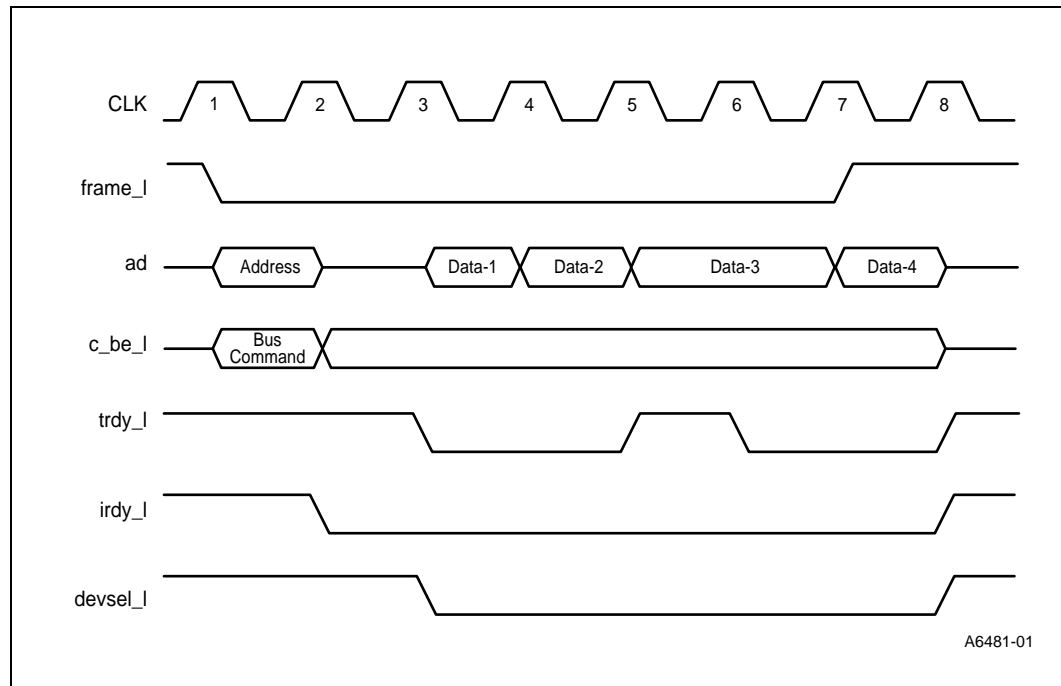 CLK 1 2 3 4 5 6 7 8
frame_l
ad Address Data-1 Data-2 Data-3 Data-4
c_be_l Bus
Command
trdy_l
irdy_l
devsel_l
A6481-01